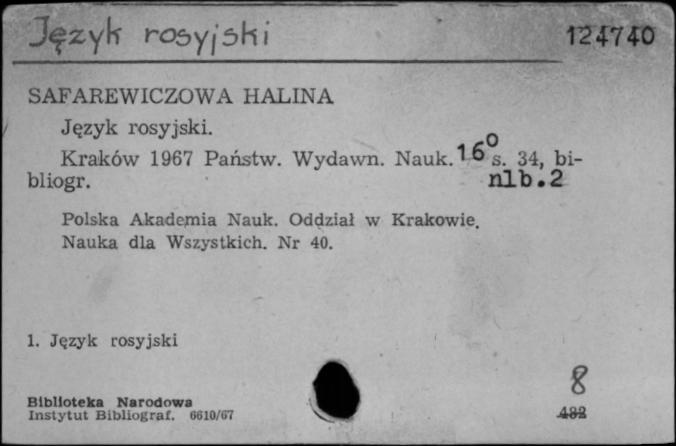 Język rosyjski 124740
SAFAREWICZOWA HALINA
Język rosyjski.
Kraków 1967 Państw. Wydawn. Nauk. 16⁰ s. 34, bi-
bliogr. nlb.2
Polska Akademia Nauk. Oddział w Krakowie.
Nauka dla Wszystkich. Nr 40.
1. Język rosyjski
8
Biblioteka Narodowa
Instytut Bibliograf. 6610/67 482